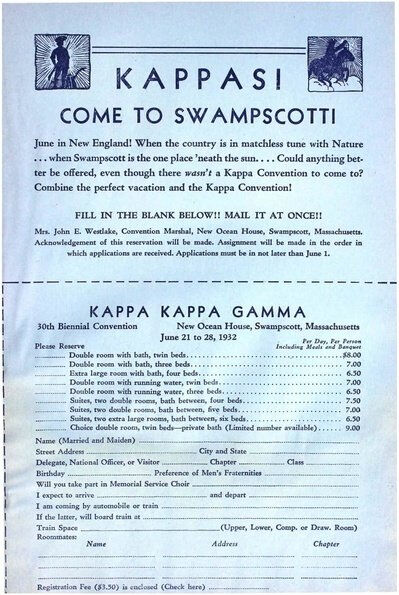 KAPPAS!
COME TO SWAMPSCOTT!
June in New England! When the country is in matchless tune with Nature
... when Swampscott is the one place 'neath the sun. ... Could anything bet-
ter be offered, even though there wasn't a Kappa Convention to come to?
Combine the perfect vacation and the Kappa Convention!
FILL IN THE BLANK BELOW!! MAIL IT AT ONCE!!
Mrs. John E. Westlake, Convention Marshal, New Ocean House, Swampscott, Massachusetts.
Acknowledgement of this reservation will be made. Assignment will be made in the order in
which applications are received. Applications must be in not later than June 1.
KAPPA KAPPA GAMMA
30th Biennial Convention New Ocean House, Swampscott, Massachusetts
June 21 to 28, 1932
Per Day, Per Person
Please Reserve Including Meals and Banquet
Double room with bath, twin beds $8.00
Double room with bath, three beds 7.00
Extra large room with bath, four beds 6.50
Double room with running water, twin beds 7.00
Double room with running water, three beds 6.50
Suites, two double rooms, bath between, four beds 7.50
Suites, two double rooms, bath between, five beds 7.00
Suites, two extra large rooms, bath between, six beds 6.50
Choice double room, twin beds—private bath (Limited number available) 9.00
Name (Married and Maiden)
Street Address City and State
Delegate, National Officer, or Visitor Chapter Class
Birthday Preference of Men's Fraternities
Will you take part in Memorial Service Choir
I expect to arrive and depart
I am coming by automobile or train
If the latter, will board train at
Train Space (Upper, Lower, Comp. or Draw. Room)
Roommates:
Name Address Chapter
Registration Fee ($3.50) is enclosed (Check here)